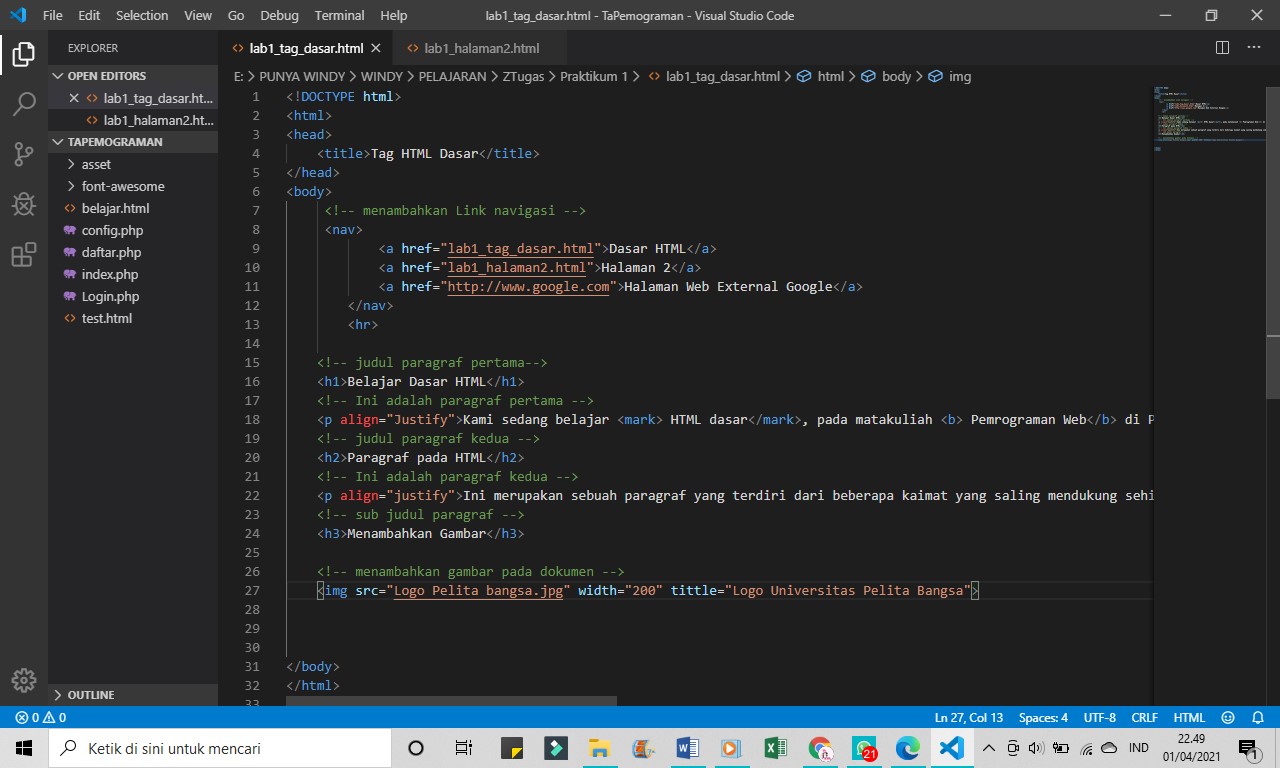 File Edit Selection View Go Debug Terminal Help lab1_tag_dasar.html - TaPemograman - Visual Studio Code
EXPLORER
OPEN EDITORS
lab1_tag_dasar.ht...
lab1_halaman2.ht...
TAPEMOGRAMAN
asset
font-awesome
belajar.html
config.php
daftar.php
index.php
Login.php
test.html
OUTLINE
lab1_tag_dasar.html lab1_halaman2.html
E: > PUNYA WINDY > WINDY > PELAJARAN > ZTugas > Praktikum 1 > lab1_tag_dasar.html > html > body > img
1 <!DOCTYPE html>
2 <html>
3 <head>
4 <title>Tag HTML Dasar</title>
5 </head>
6 <body>
7 <!-- menambahkan Link navigasi -->
8 <nav>
9 <a href="lab1_tag_dasar.html">Dasar HTML</a>
10 <a href="lab1_halaman2.html">Halaman 2</a>
11 <a href="http://www.google.com">Halaman Web External Google</a>
12 </nav>
13 <hr>
14
15 <!-- judul paragraf pertama-->
16 <h1>Belajar Dasar HTML</h1>
17 <!-- Ini adalah paragraf pertama -->
18 <p align="Justify">Kami sedang belajar <mark> HTML dasar</mark>, pada matakuliah <b> Pemrograman Web</b> di P
19 <!-- judul paragraf kedua -->
20 <h2>Paragraf pada HTML</h2>
21 <!-- Ini adalah paragraf kedua -->
22 <p align="justify">Ini merupakan sebuah paragraf yang terdiri dari beberapa kaimat yang saling mendukung sehi
23 <!-- sub judul paragraf -->
24 <h3>Menambahkan Gambar</h3>
25
26 <!-- menambahkan gambar pada dokumen -->
27 <img src="Logo Pelita bangsa.jpg" width="200" tittle="Logo Universitas Pelita Bangsa">
28
29
30
31 </body>
32 </html>
33
0 0 Ln 27, Col 13 Spaces: 4 UTF-8 CRLF HTML
Ketik di sini untuk mencari
21
IND
22.49
01/04/2021
1